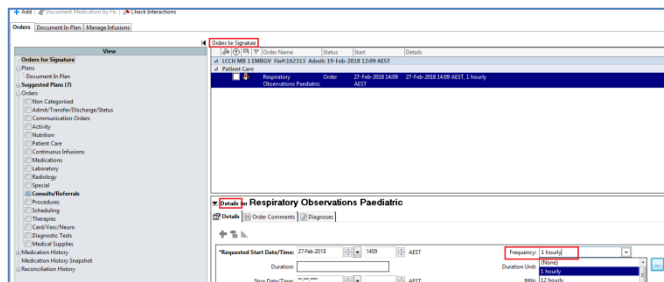 Add | Document Medication by Hx | Check Interactions
Orders | Document In Plan | Manage Infusions
View
Orders for Signature
Plans
Document In Plan
Suggested Plans (7)
Orders
Non Categorised
Admit/Transfer/Discharge/Status
Communication Orders
Activity
Nutrition
Patient Care
Continuous Infusions
Medications
Laboratory
Radiology
Special
Consults/Referrals
Procedures
Scheduling
Therapies
Card/Vasc/Neuro
Diagnostic Tests
Medical Supplies
Medication History
Medication History Snapshot
Reconciliation History
Orders for Signature
Order Name Status Start Details
LCCH MB 1 EMRGV Fin#:162313 Admit: 19-Feb-2018 12:09 AEST
Patient Care
Respiratory Order 27-Feb-2018 14:09 27-Feb-2018 14:09 AEST, 1 hourly
Observations Paediatric AEST
Details for Respiratory Observations Paediatric
Details Order Comments Diagnoses
*Requested Start Date/Time: 27-Feb-2018 1409 AEST Frequency: 1 hourly
(None)
Duration: Duration Unit: 1 hourly
Stop Date/Time: **-***-**** AEST PRN: 12 hourly